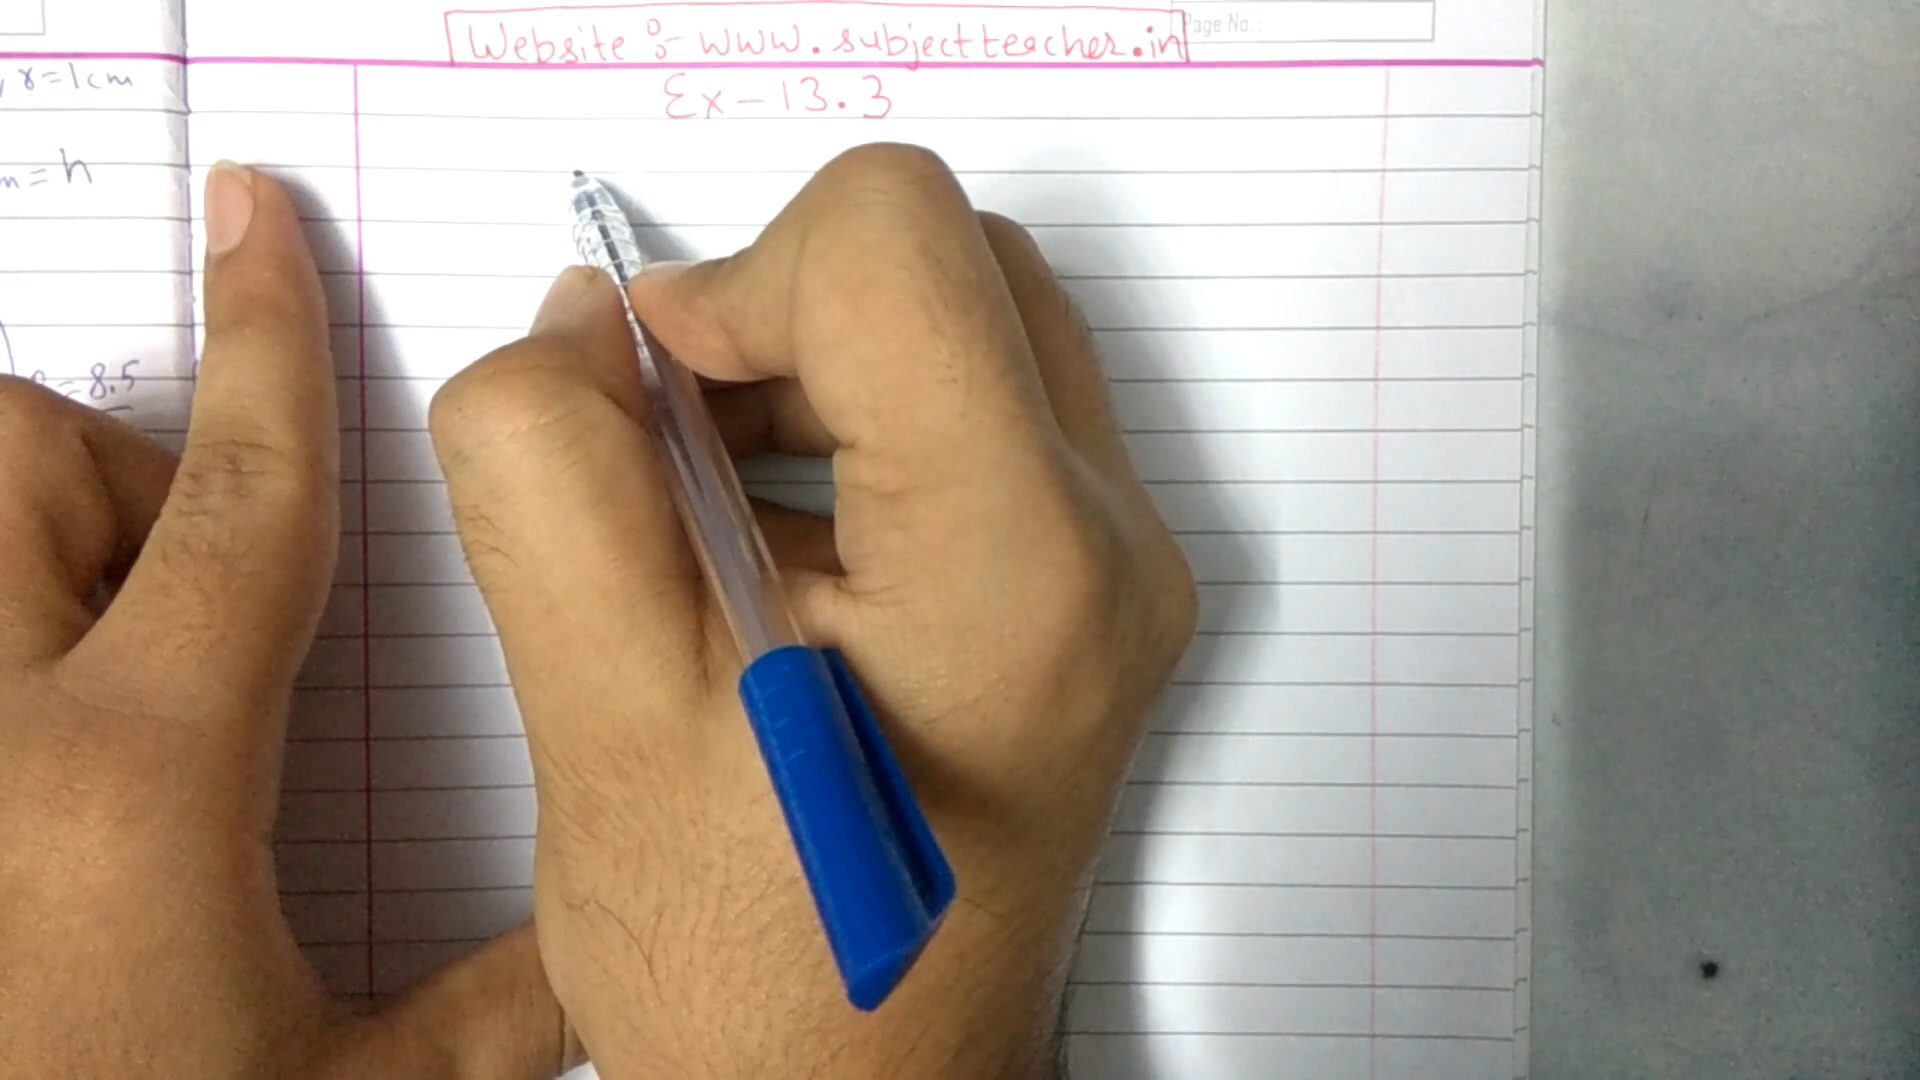 Website :- www.subjectteacher.in
Page No.:
Ex-13.3
r=1cm
m=h
=8.5